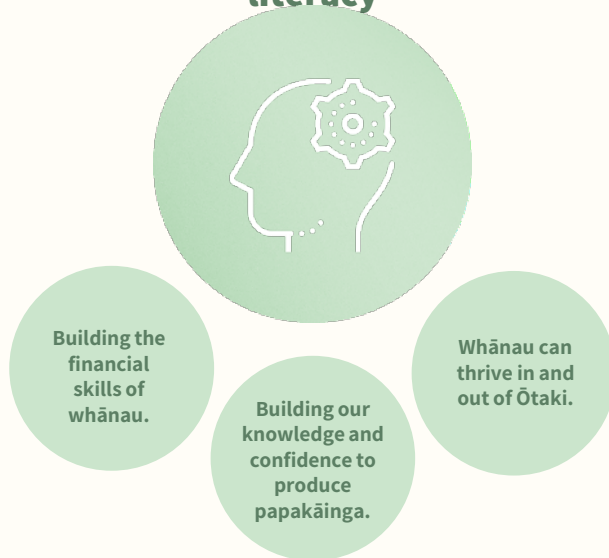 literacy
Building the
financial
skills of
whānau.
Building our
knowledge and
confidence to
produce
papakāinga.
Whānau can
thrive in and
out of Ōtaki.